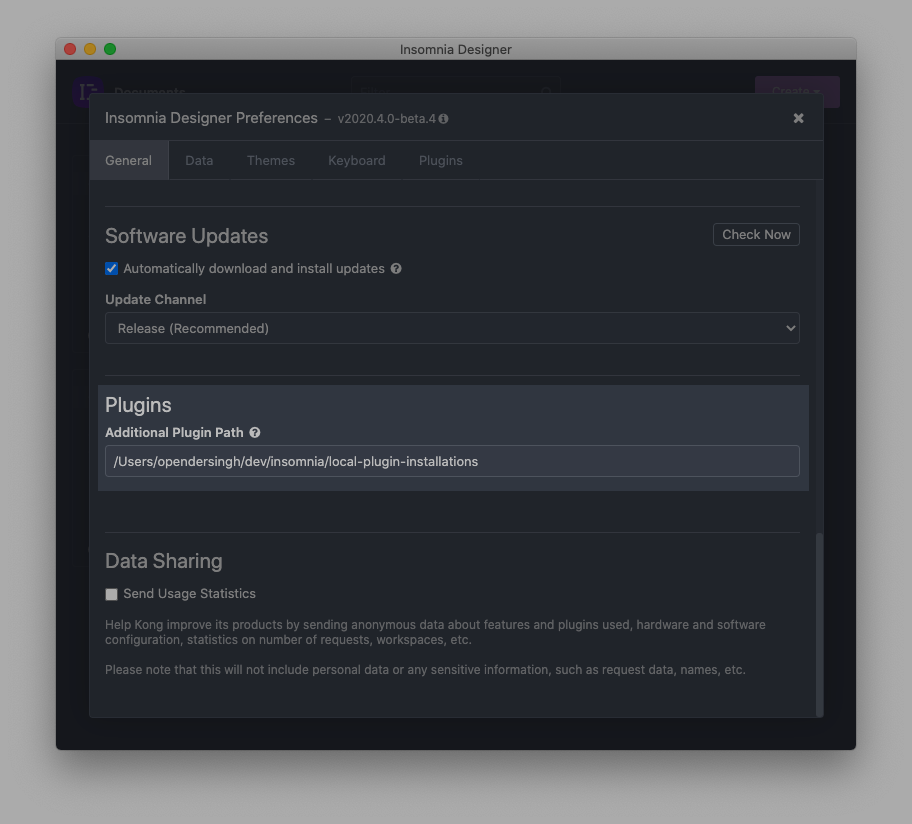 Insomnia Designer
Documents
Create
Insomnia Designer Preferences – v2020.4.0-beta.4
General Data Themes Keyboard Plugins
Software Updates
Check Now
Automatically download and install updates
Update Channel
Release (Recommended)
Plugins
Additional Plugin Path
/Users/opendersingh/dev/insomnia/local-plugin-installations
Data Sharing
Send Usage Statistics
Help Kong improve its products by sending anonymous data about features and plugins used, hardware and software
configuration, statistics on number of requests, workspaces, etc.
Please note that this will not include personal data or any sensitive information, such as request data, names, etc.